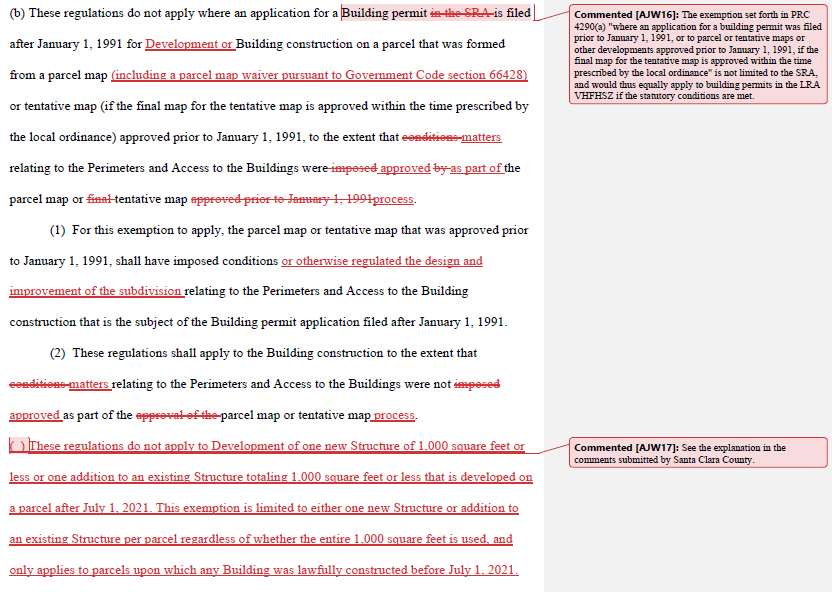 (b) These regulations do not apply where an application for a Building permit in the SRA is filed
after January 1, 1991 for Development or Building construction on a parcel that was formed
from a parcel map (including a parcel map waiver pursuant to Government Code section 66428)
or tentative map (if the final map for the tentative map is approved within the time prescribed by
the local ordinance) approved prior to January 1, 1991, to the extent that conditions matters
relating to the Perimeters and Access to the Buildings were imposed approved by as part of the
parcel map or final tentative map approved prior to January 1, 1991process.
(1) For this exemption to apply, the parcel map or tentative map that was approved prior
to January 1, 1991, shall have imposed conditions or otherwise regulated the design and
improvement of the subdivision relating to the Perimeters and Access to the Building
construction that is the subject of the Building permit application filed after January 1, 1991.
(2) These regulations shall apply to the Building construction to the extent that
conditions matters relating to the Perimeters and Access to the Buildings were not imposed
approved as part of the approval of the parcel map or tentative map process.
( ) These regulations do not apply to Development of one new Structure of 1,000 square feet or
less or one addition to an existing Structure totaling 1,000 square feet or less that is developed on
a parcel after July 1, 2021. This exemption is limited to either one new Structure or addition to
an existing Structure per parcel regardless of whether the entire 1,000 square feet is used, and
only applies to parcels upon which any Building was lawfully constructed before July 1, 2021.
Commented [AJW16]: The exemption set forth in PRC
4290(a) "where an application for a building permit was filed
prior to January 1, 1991, or to parcel or tentative maps or
other developments approved prior to January 1, 1991, if the
final map for the tentative map is approved within the time
prescribed by the local ordinance" is not limited to the SRA,
and would thus equally apply to building permits in the LRA
VHFHSZ if the statutory conditions are met.
Commented [AJW17]: See the explanation in the
comments submitted by Santa Clara County.